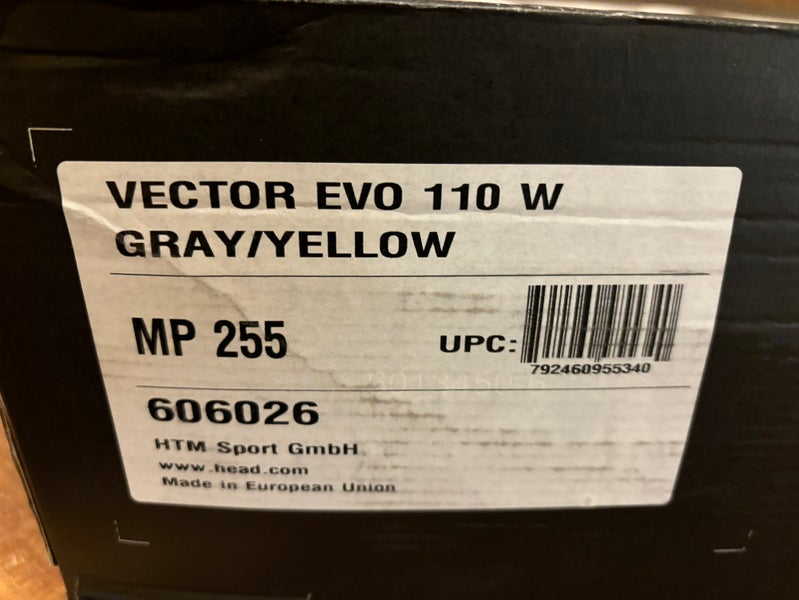 VECTOR EVO 110 W
GRAY/YELLOW
MP 255
UPC:
792460955340
606026
HTM Sport GmbH
www.head.com
Made in European Union